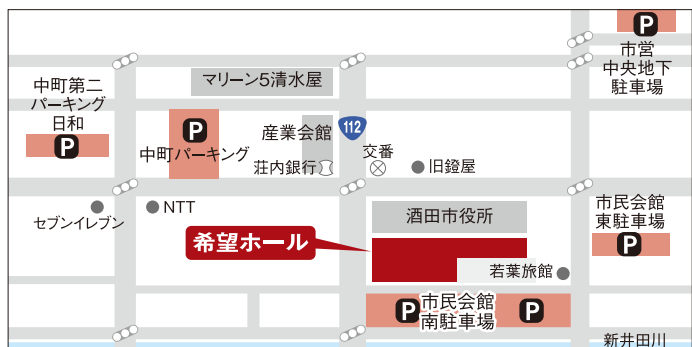 P
市営
中央地下
駐車場
マリーン5清水屋
中町第二
パーキング
日和
P
P
中町パーキング
産業会館
112
荘内銀行
交番
旧鐙屋
セブンイレブン
NTT
酒田市役所
市民会館
東駐車場
P
希望ホール
若葉旅館
P
市民会館
南駐車場
P
新井田川